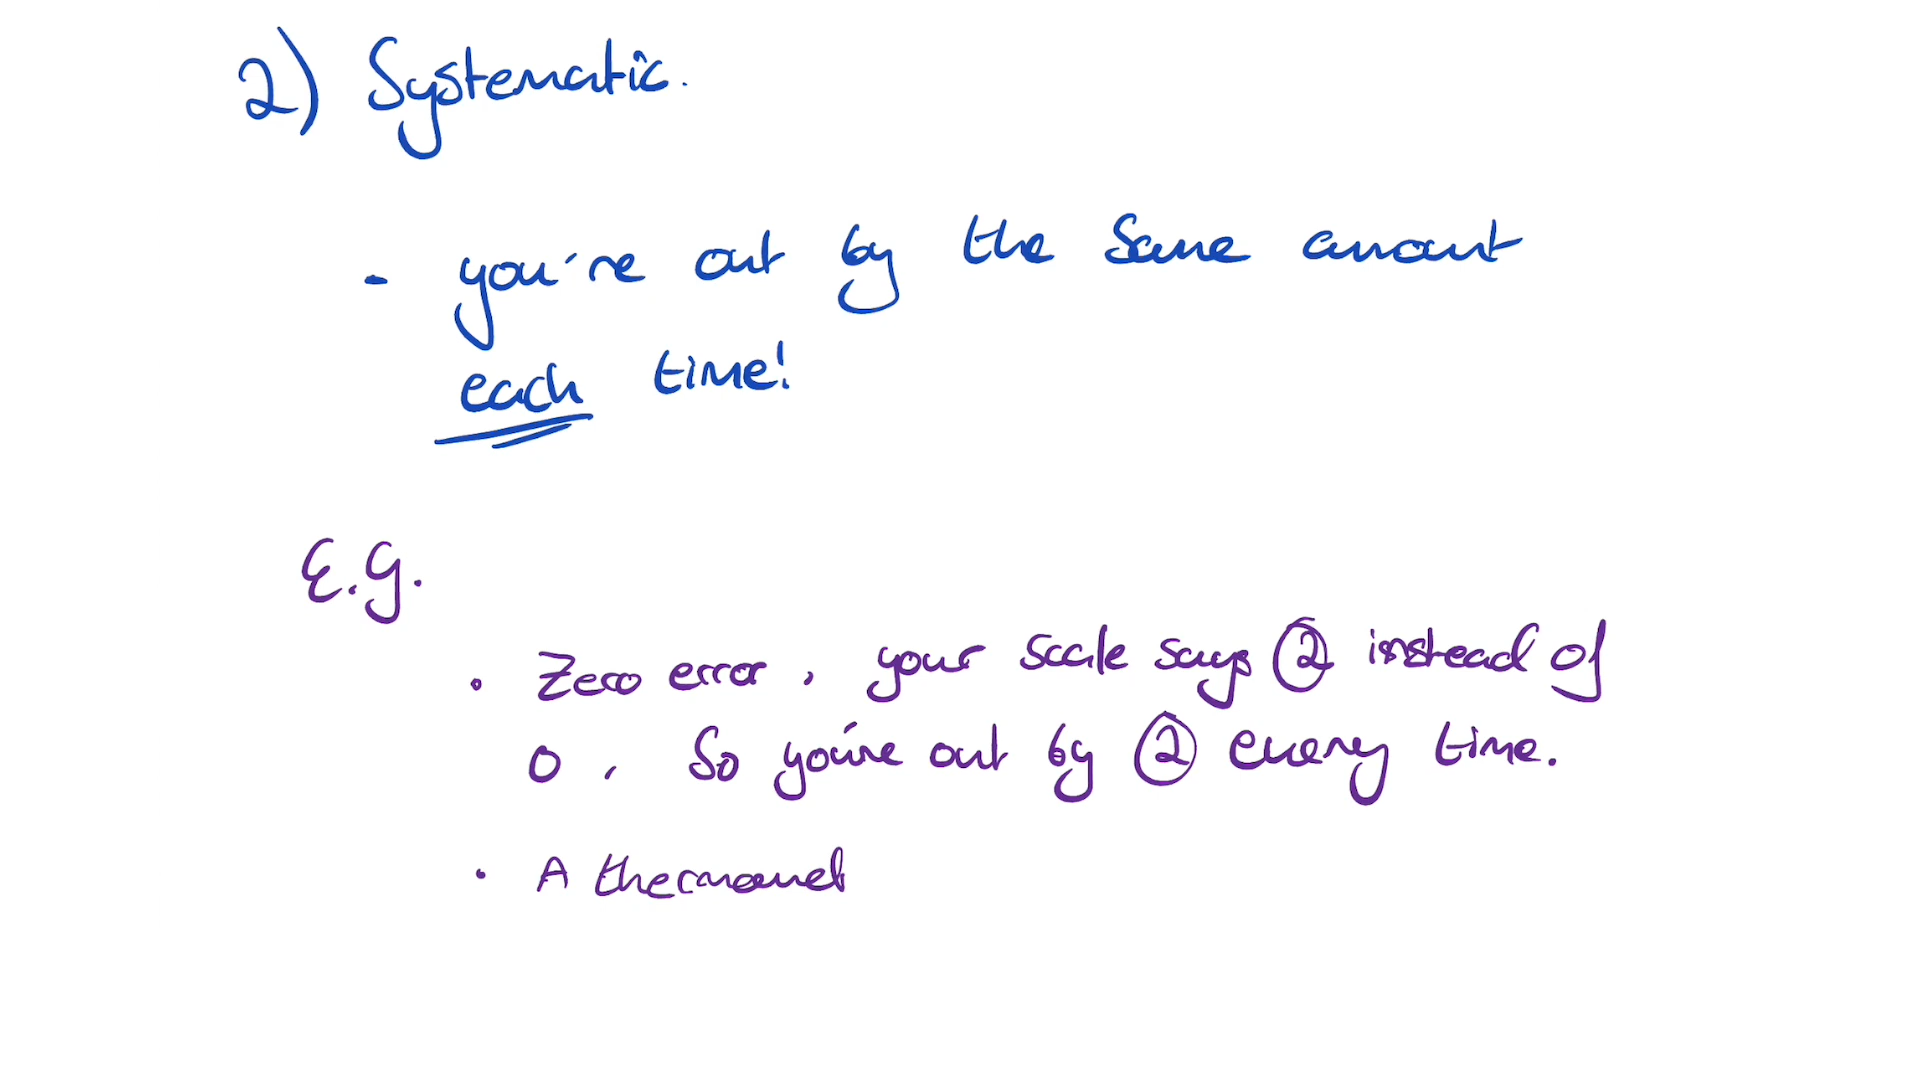 2) Systematic.
- you're out by the same amount
each time!
E.G.
• Zero error, your scale says 2 instead of
0, So you're out by 2 every time.
• A thermomet